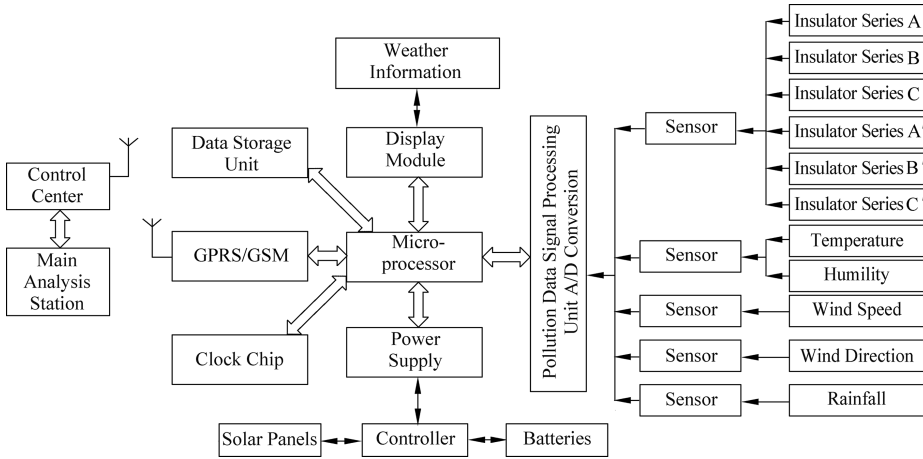 Weather
Information
Data Storage
Unit
Display
Module
Control
Center
Main
Analysis
Station
GPRS/GSM
Micro-
processor
Clock Chip
Power
Supply
Solar Panels
Controller
Batteries
Pollution Data Signal Processing
Unit A/D Conversion
Sensor
Sensor
Sensor
Sensor
Sensor
Insulator Series A
Insulator Series B
Insulator Series C
Insulator Series A'
Insulator Series B'
Insulator Series C'
Temperature
Humility
Wind Speed
Wind Direction
Rainfall